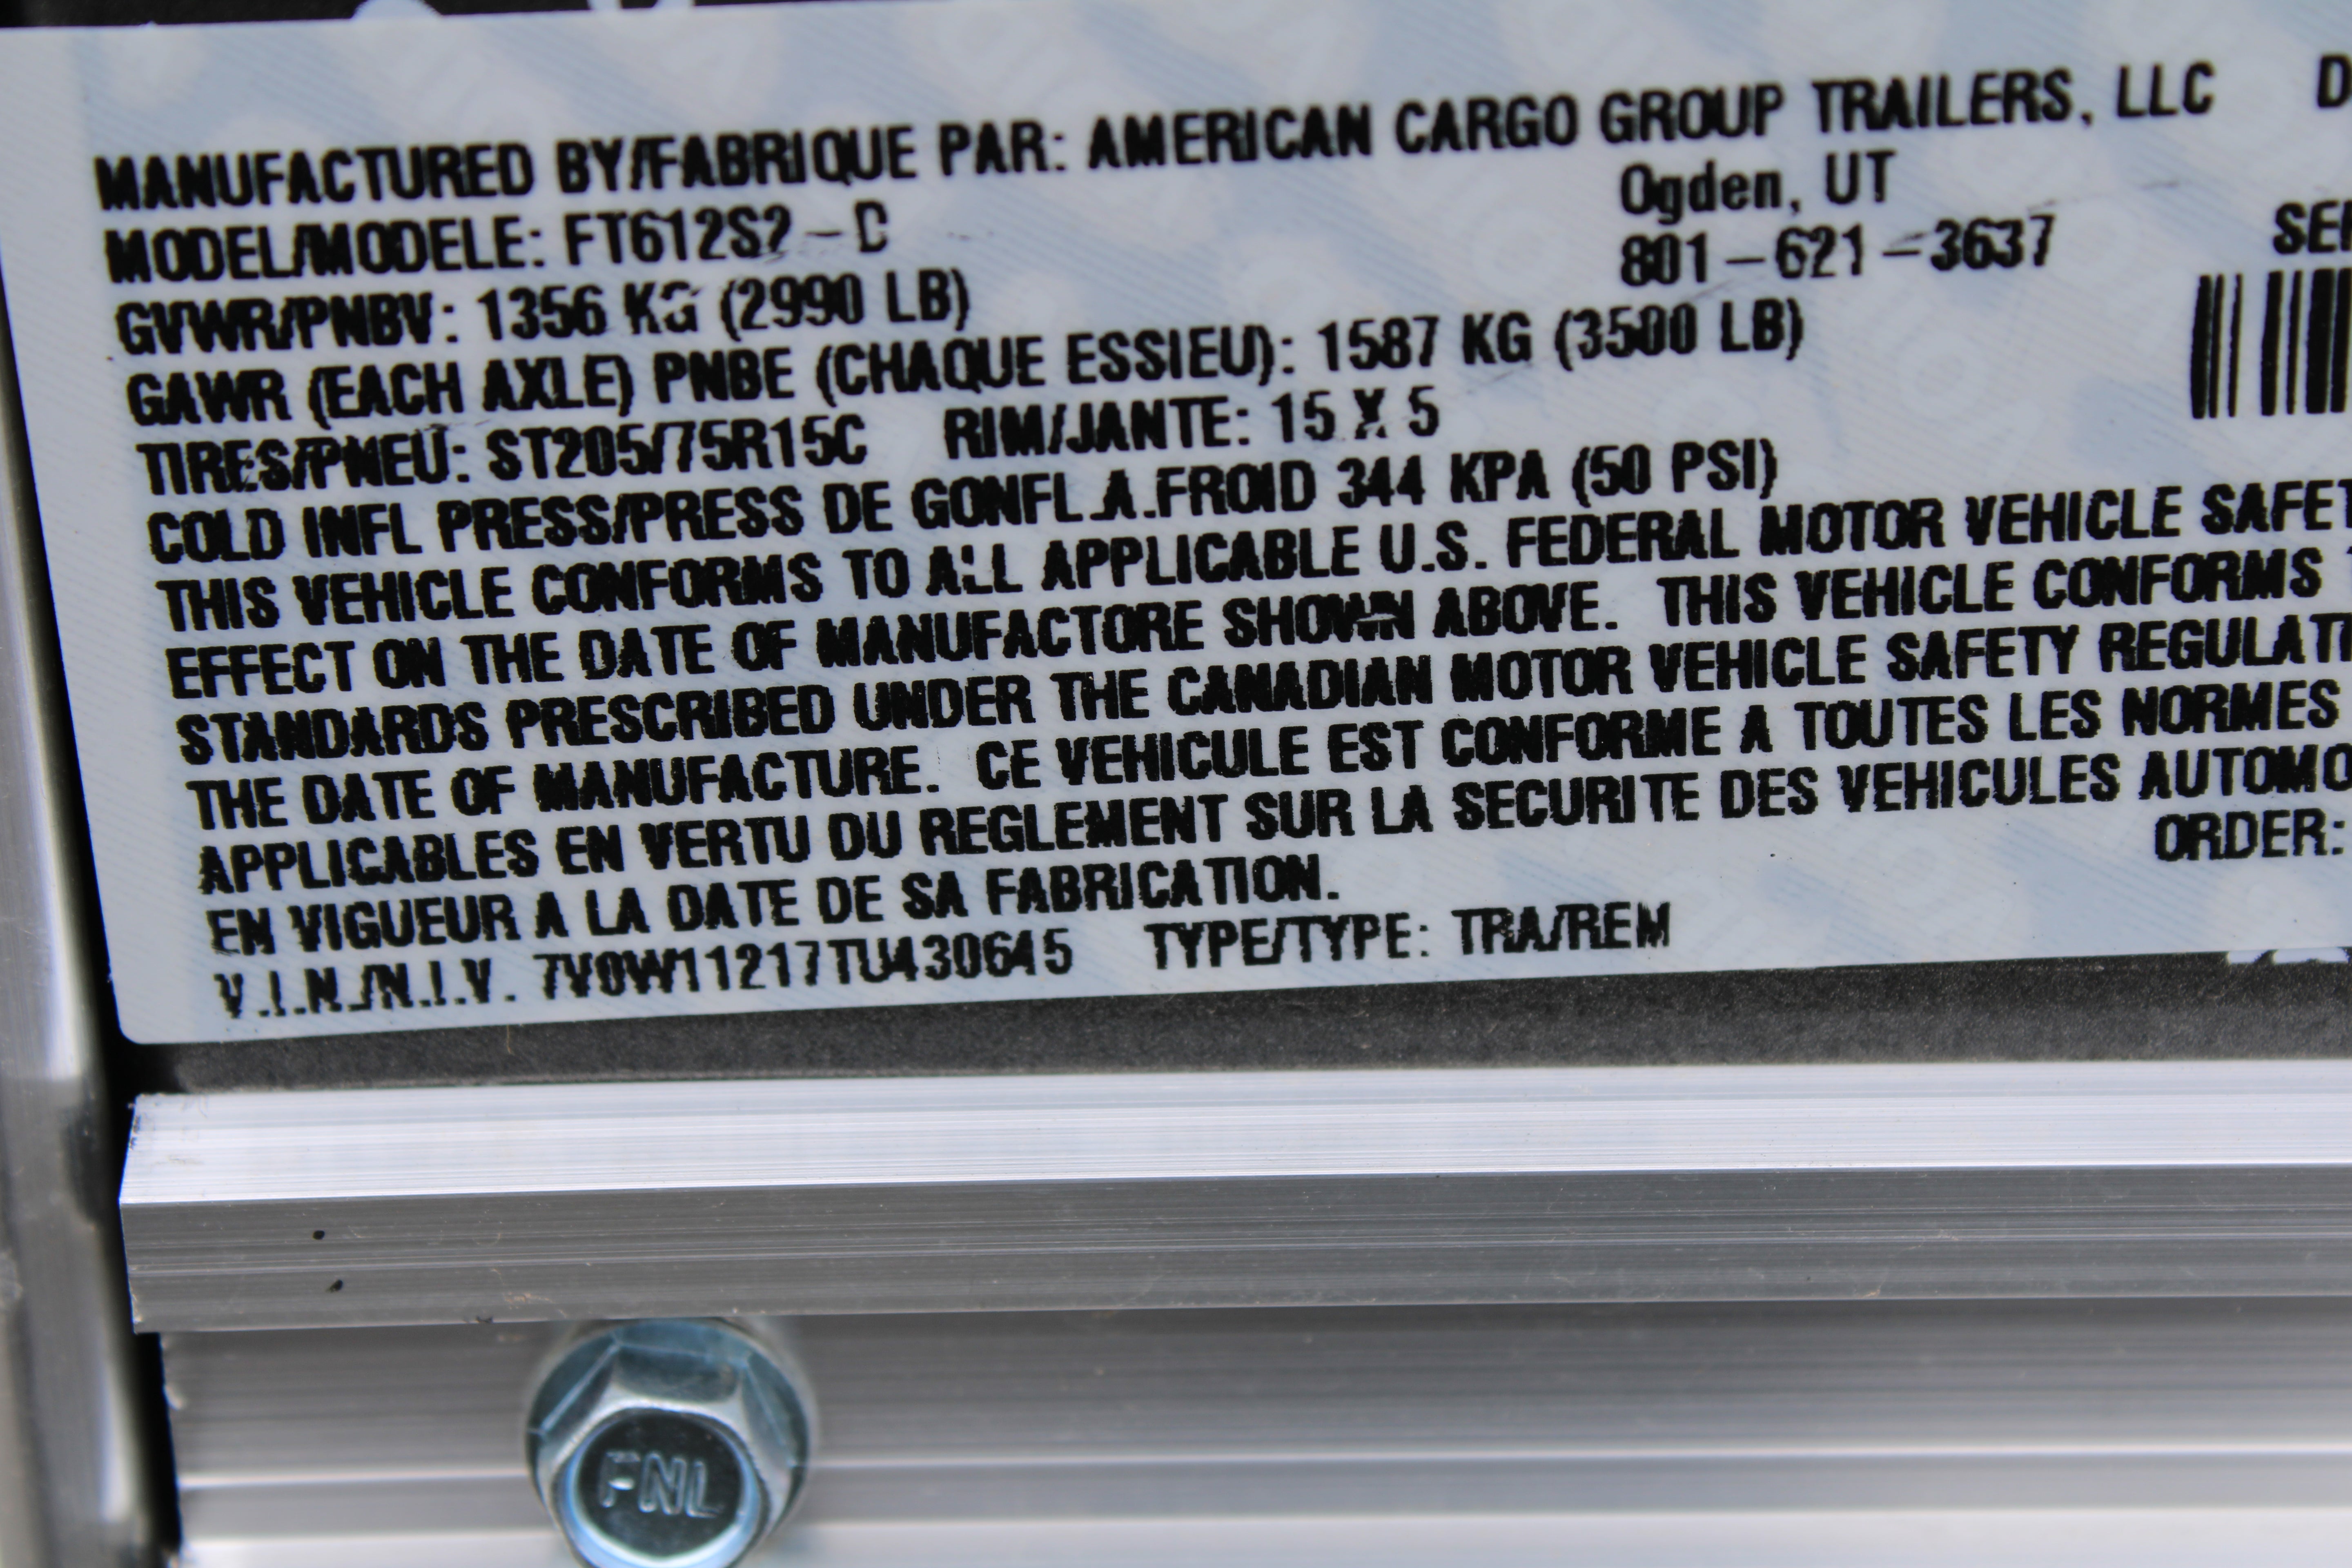 MANUFACTURED BY/FABRIQUE PAR: AMERICAN CARGO GROUP TRAILERS, LLC D
Ogden, UT
MODEL/MODELE: FT612S2-D
801-621-3637
SER
GVWR/PNBV: 1356 KG (2990 LB)
GAWR (EACH AXLE) PNBE (CHAQUE ESSIEU): 1587 KG (3500 LB)
TIRES/PNEU: ST205/75R15C RIM/JANTE: 15 X 5
COLD INFL PRESS/PRESS DE GONFL.A.FROID 344 KPA (50 PSI)
THIS VEHICLE CONFORMS TO ALL APPLICABLE U.S. FEDERAL MOTOR VEHICLE SAFET
EFFECT ON THE DATE OF MANUFACTORE SHOWN ABOVE. THIS VEHICLE CONFORMS T
STANDARDS PRESCRIBED UNDER THE CANADIAN MOTOR VEHICLE SAFETY REGULATI
THE DATE OF MANUFACTURE. CE VEHICULE EST CONFORME A TOUTES LES NORMES
APPLICABLES EN VERTU DU REGLEMENT SUR LA SECURITE DES VEHICULES AUTOMO
EN VIGUEUR A LA DATE DE SA FABRICATION.
ORDER:
V.I.N./N.I.V. 7V0W11217TU430645 TYPE/TYPE: TRA/REM
FNL